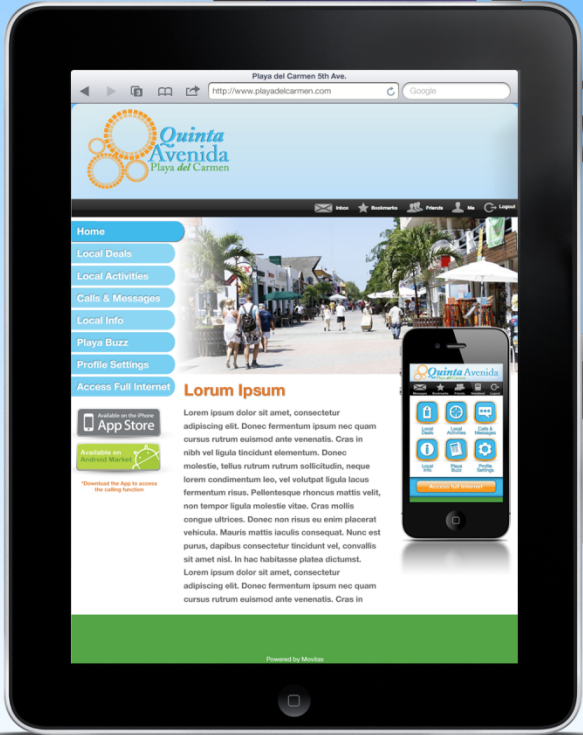 Playa del Carmen 5th Ave.
3
http://www.playadelcarmen.com
Google
Quinta
Avenida
Playa del Carmen
Inbox Bookmarks Friends Me Logout
Home
Local Deals
Local Activities
Calls & Messages
Local Info
Playa Buzz
Profile Settings
Access Full Internet
Available on the iPhone
App Store
Available on
Android Market
*Download the App to access
the calling function
Lorum Ipsum
Lorem ipsum dolor sit amet, consectetur
adipiscing elit. Donec fermentum ipsum nec quam
cursus rutrum euismod ante venenatis. Cras in
nibh vel ligula tincidunt elementum. Donec
molestie, tellus rutrum rutrum sollicitudin, neque
lorem condimentum leo, vel volutpat ligula lacus
fermentum risus. Pellentesque rhoncus mattis velit,
non tempor ligula molestie vitae. Cras mollis
congue ultrices. Donec non risus eu enim placerat
vehicula. Mauris mattis iaculis consequat. Nunc est
purus, dapibus consectetur tincidunt vel, convallis
sit amet nisl. In hac habitasse platea dictumst.
Lorem ipsum dolor sit amet, consectetur
adipiscing elit. Donec fermentum ipsum nec quam
cursus rutrum euismod ante venenatis. Cras in
Quinta Avenida
Playa del Carmen
Messages Bookmarks Friends Logout
Local
Deals
Local
Activities
Calls &
Messages
Local
Info
Playa
Buzz
Profile
Settings
Access full Internet
Powered by Movitas